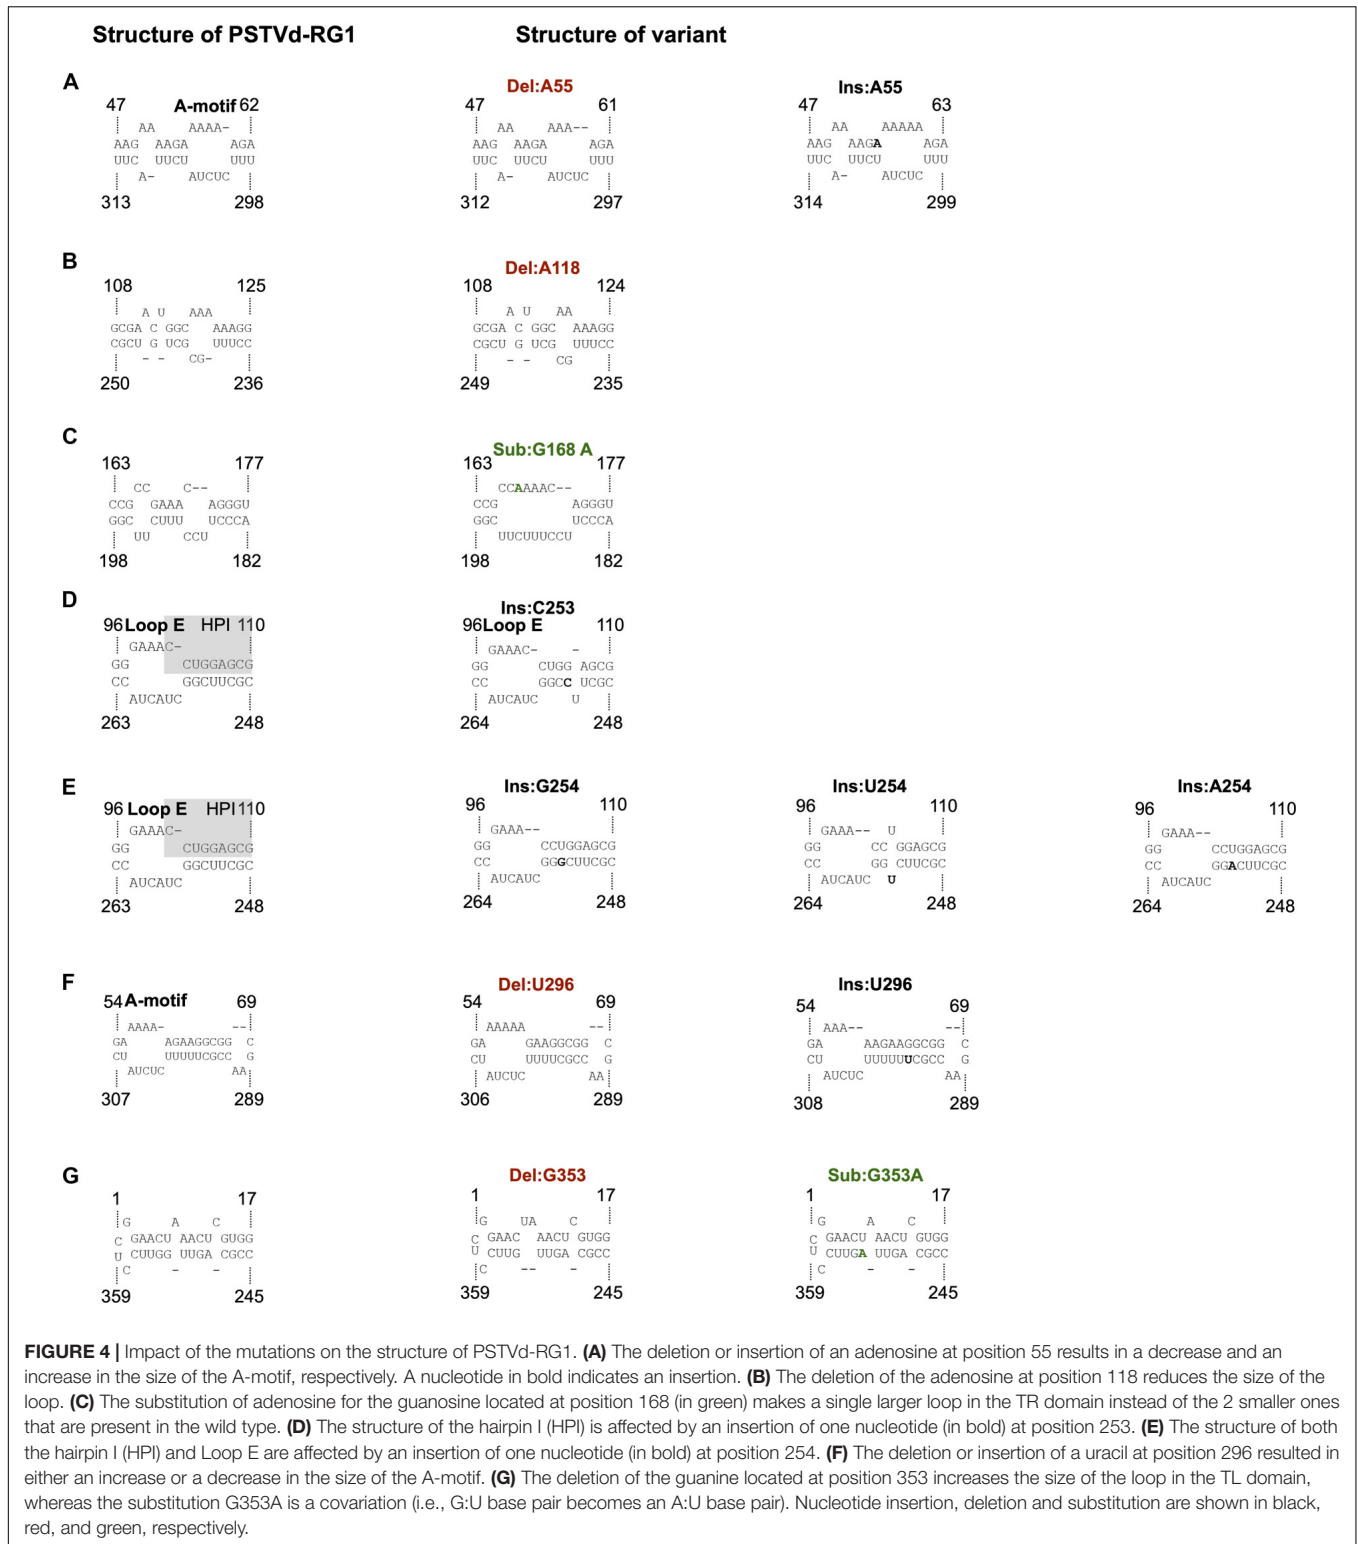 Structure of PSTVd-RG1 Structure of variant
A
Del:A55 Ins:A55
47 A-motif 62 47 61 47 63
AA AAAA- AA AAA-- AA AAAAA
AAG AAGA AGA AAG AAGA AGA AAG AAGA AGA
UUC UUCU UUU UUC UUCU UUU UUC UUCU UUU
A- AUCUC A- AUCUC A- AUCUC
313 298 312 297 314 299
B
Del:A118
108 125 108 124
A U AAA A U AA
GCGA C GGC AAAGG GCGA C GGC AAAGG
CGCU G UCG UUUCC CGCU G UCG UUUCC
- - CG- - - CG
250 236 249 235
C
Sub:G168 A
163 177 163 177
CC C-- CCAAAAC--
CCG GAAA AGGGU CCG AGGGU
GGC CUUU UCCCA GGC UCCCA
UU CCU UUCUUUCCU
198 182 198 182
D
Ins:C253
96 Loop E HPI 110 96 Loop E 110
GAAAC- GAAAC- -
GG CUGGAGCG GG CUGG AGCG
CC GGCUUCGC CC GGCC UCGC
AUCAUC AUCAUC U
263 248 264 248
E
Ins:G254 Ins:U254 Ins:A254
96 Loop E HPI 110 96 110 96 110 96 110
GAAAC- GAAA-- GAAA-- U GAAA--
GG CUGGAGCG GG CCUGGAGCG GG CC GGAGCG GG CCUGGAGCG
CC GGCUUCGC CC GGGCUUCGC CC GG CUUCGC CC GGACUUCGC
AUCAUC AUCAUC AUCAUC U AUCAUC
263 248 264 248 264 248 264 248
F
Del:U296 Ins:U296
54 A-motif 69 54 69 54 69
AAAA- -- AAAAA -- AAA-- --
GA AGAAGGCGG C GA GAAGGCGG C GA AAGAAGGCGG C
CU UUUUUCGCC G CU UUUUCGCC G CU UUUUUUCGCC G
AUCUC AA AUCUC AA AUCUC AA
307 289 306 289 308 289
G
Del:G353 Sub:G353A
1 17 1 17 1 17
G A C G UA C G A C
C GAACU AACU GUGG C GAAC AACU GUGG C GAACU AACU GUGG
U CUUGG UUGA CGCC U CUUG UUGA CGCC U CUUGA UUGA CGCC
C - - C -- - C - -
359 245 359 245 359 245
FIGURE 4 | Impact of the mutations on the structure of PSTVd-RG1. (A) The deletion or insertion of an adenosine at position 55 results in a decrease and an
increase in the size of the A-motif, respectively. A nucleotide in bold indicates an insertion. (B) The deletion of the adenosine at position 118 reduces the size of the
loop. (C) The substitution of adenosine for the guanosine located at position 168 (in green) makes a single larger loop in the TR domain instead of the 2 smaller ones
that are present in the wild type. (D) The structure of the hairpin I (HPI) is affected by an insertion of one nucleotide (in bold) at position 253. (E) The structure of both
the hairpin I (HPI) and Loop E are affected by an insertion of one nucleotide (in bold) at position 254. (F) The deletion or insertion of a uracil at position 296 resulted in
either an increase or a decrease in the size of the A-motif. (G) The deletion of the guanine located at position 353 increases the size of the loop in the TL domain,
whereas the substitution G353A is a covariation (i.e., G:U base pair becomes an A:U base pair). Nucleotide insertion, deletion and substitution are shown in black,
red, and green, respectively.